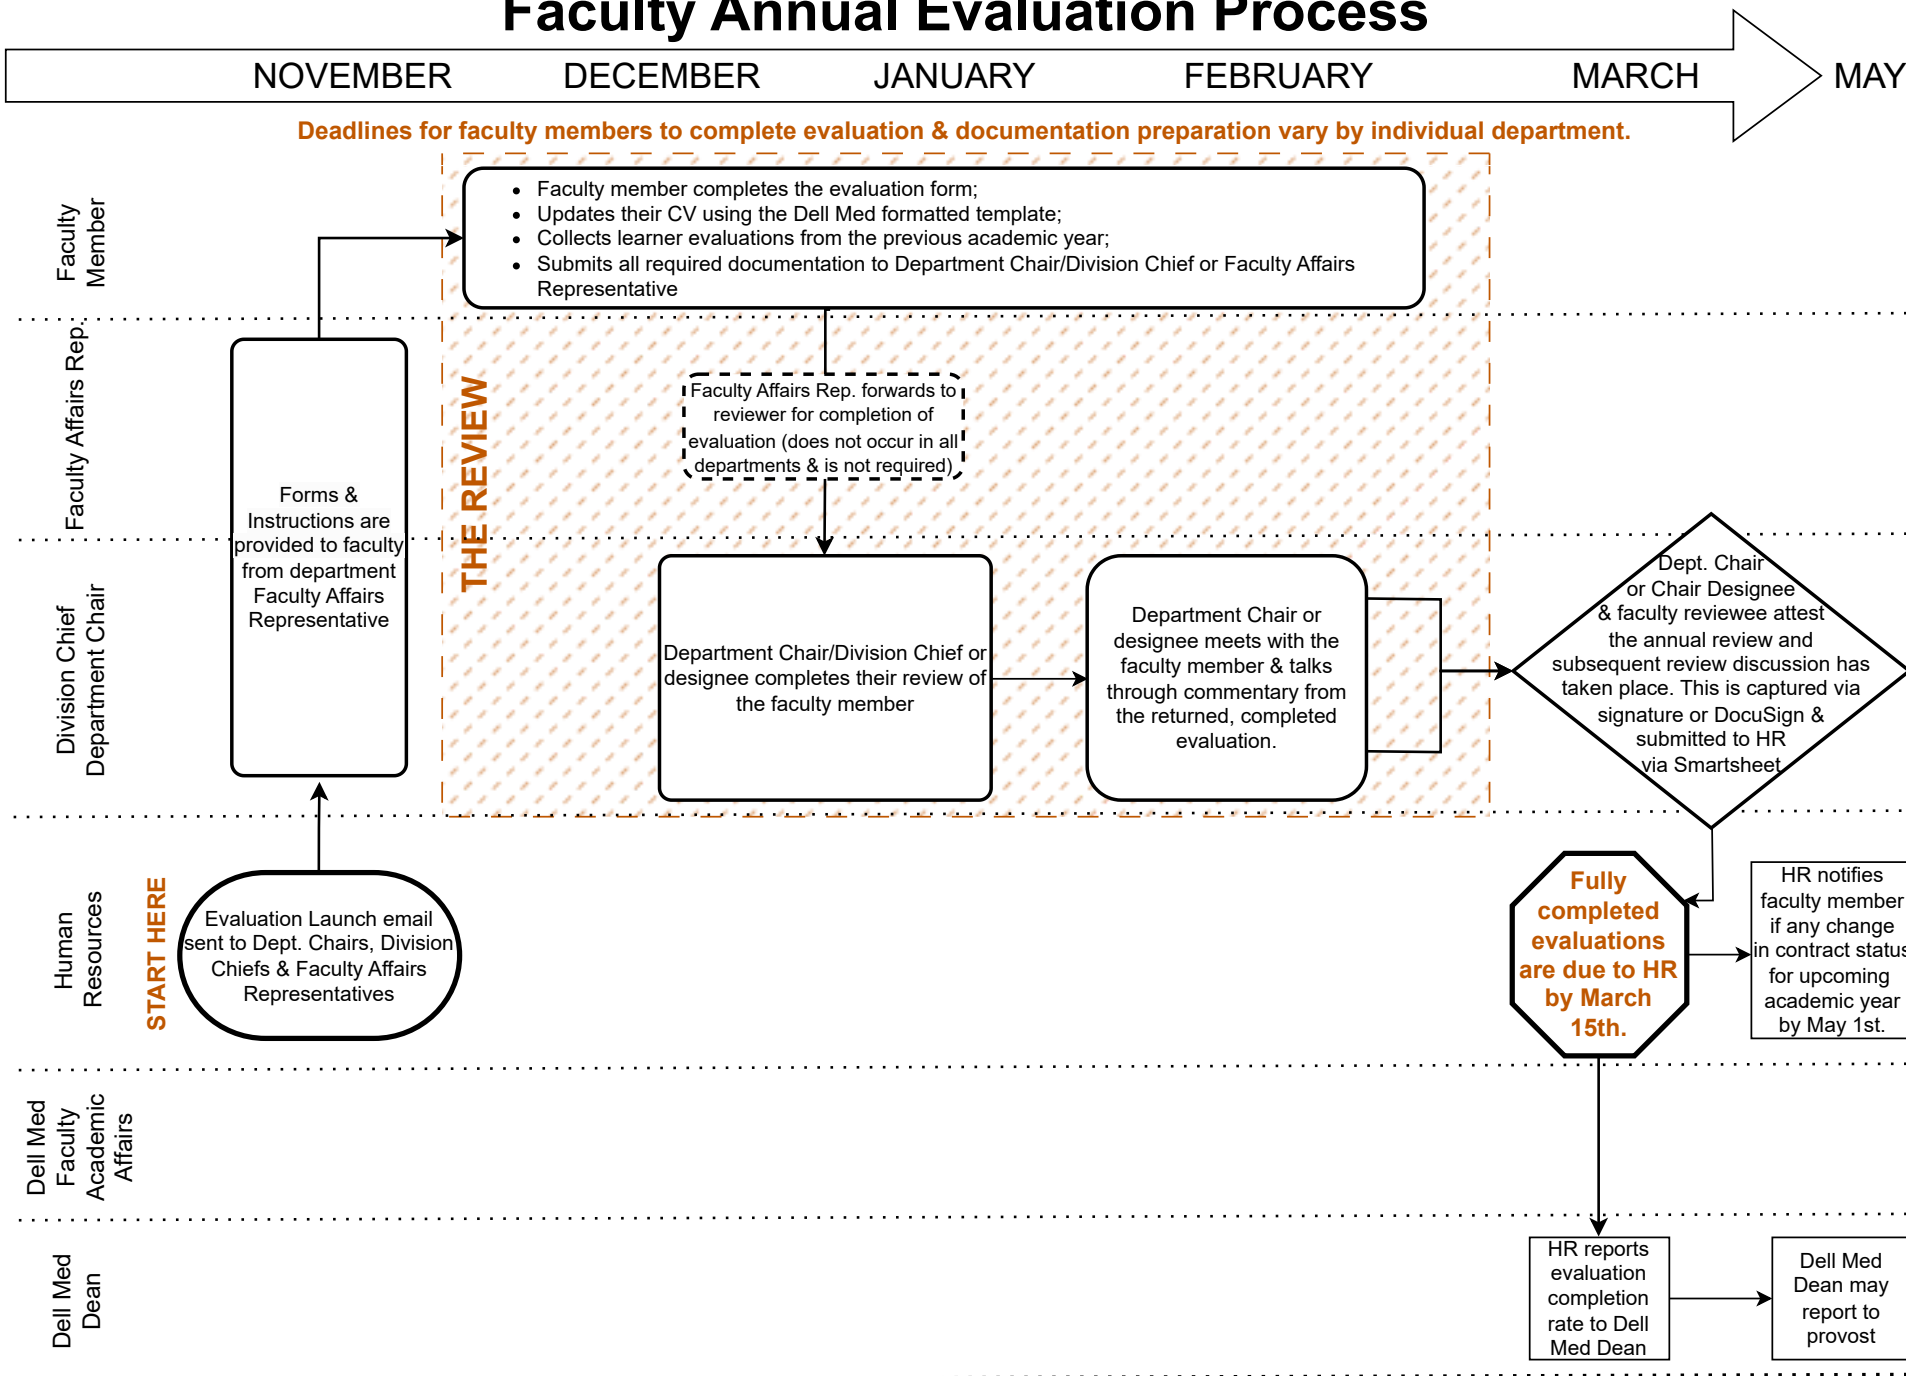 Faculty Annual Evaluation Process
NOVEMBER
DECEMBER
JANUARY
FEBRUARY
MARCH
MAY
Deadlines for faculty members to complete evaluation & documentation preparation vary by individual department.
Faculty
Member
• Faculty member completes the evaluation form;
• Updates their CV using the Dell Med formatted template;
• Collects learner evaluations from the previous academic year;
• Submits all required documentation to Department Chair/Division Chief or Faculty Affairs
Representative
Faculty Affairs Rep.
THE REVIEW
Faculty Affairs Rep. forwards to
reviewer for completion of
evaluation (does not occur in all
departments & is not required)
Forms &
Instructions are
provided to faculty
from department
Faculty Affairs
Representative
Division Chief
Department Chair
Department Chair/Division Chief or
designee completes their review of
the faculty member
Department Chair or
designee meets with the
faculty member & talks
through commentary from
the returned, completed
evaluation.
Dept. Chair
or Chair Designee
& faculty reviewee attest
the annual review and
subsequent review discussion has
taken place. This is captured via
signature or DocuSign &
submitted to HR
via Smartsheet
Human
Resources
START HERE
Evaluation Launch email
sent to Dept. Chairs, Division
Chiefs & Faculty Affairs
Representatives
Fully
completed
evaluations
are due to HR
by March
15th.
HR notifies
faculty member
if any change
in contract status
for upcoming
academic year
by May 1st.
Dell Med
Faculty
Academic
Affairs
Dell Med
Dean
HR reports
evaluation
completion
rate to Dell
Med Dean
Dell Med
Dean may
report to
provost